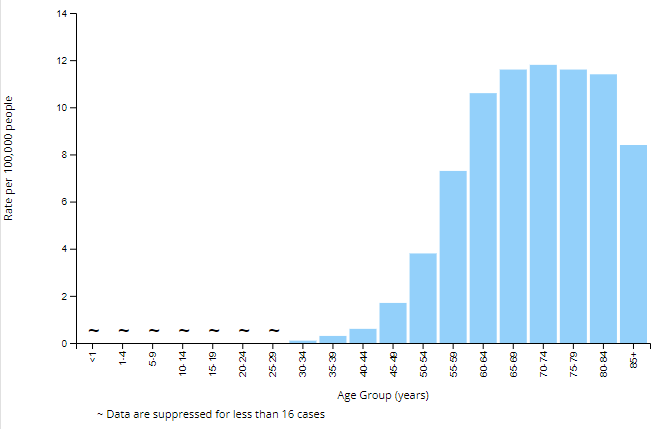 14
12
10
8
6
4
2
0
Rate per 100,000 people
~ ~ ~ ~ ~ ~ ~
<1 1-4 5-9 10-14 15-19 20-24 25-29 30-34 35-39 40-44 45-49 50-54 55-59 60-64 65-69 70-74 75-79 80-84 85+
Age Group (years)
~ Data are suppressed for less than 16 cases